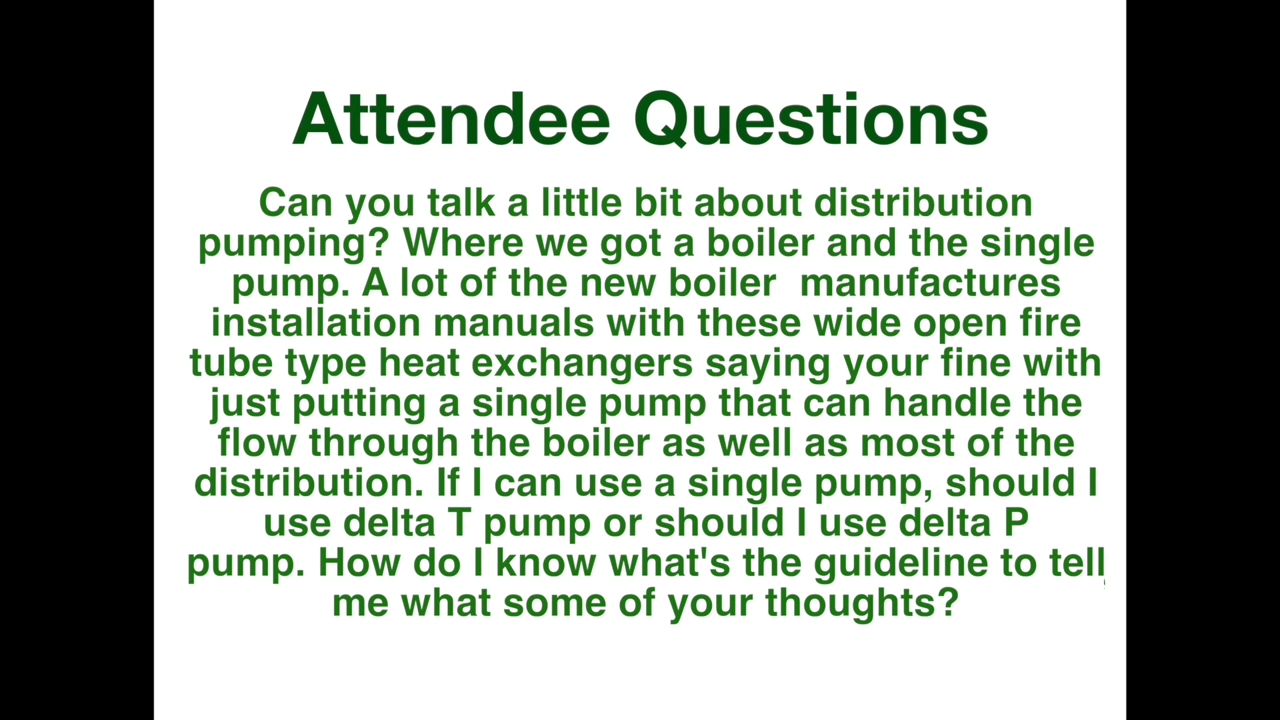 Attendee Questions
Can you talk a little bit about distribution
pumping? Where we got a boiler and the single
pump. A lot of the new boiler  manufactures
installation manuals with these wide open fire
tube type heat exchangers saying your fine with
just putting a single pump that can handle the
flow through the boiler as well as most of the
distribution. If I can use a single pump, should I
use delta T pump or should I use delta P
pump. How do I know what's the guideline to tell
me what some of your thoughts?